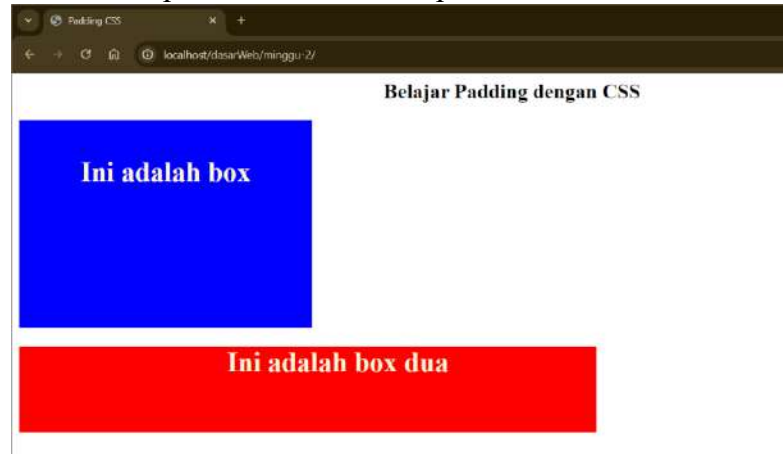 Padding CSS
localhost/dasarWeb/minggu-2/
Belajar Padding dengan CSS
Ini adalah box
Ini adalah box dua